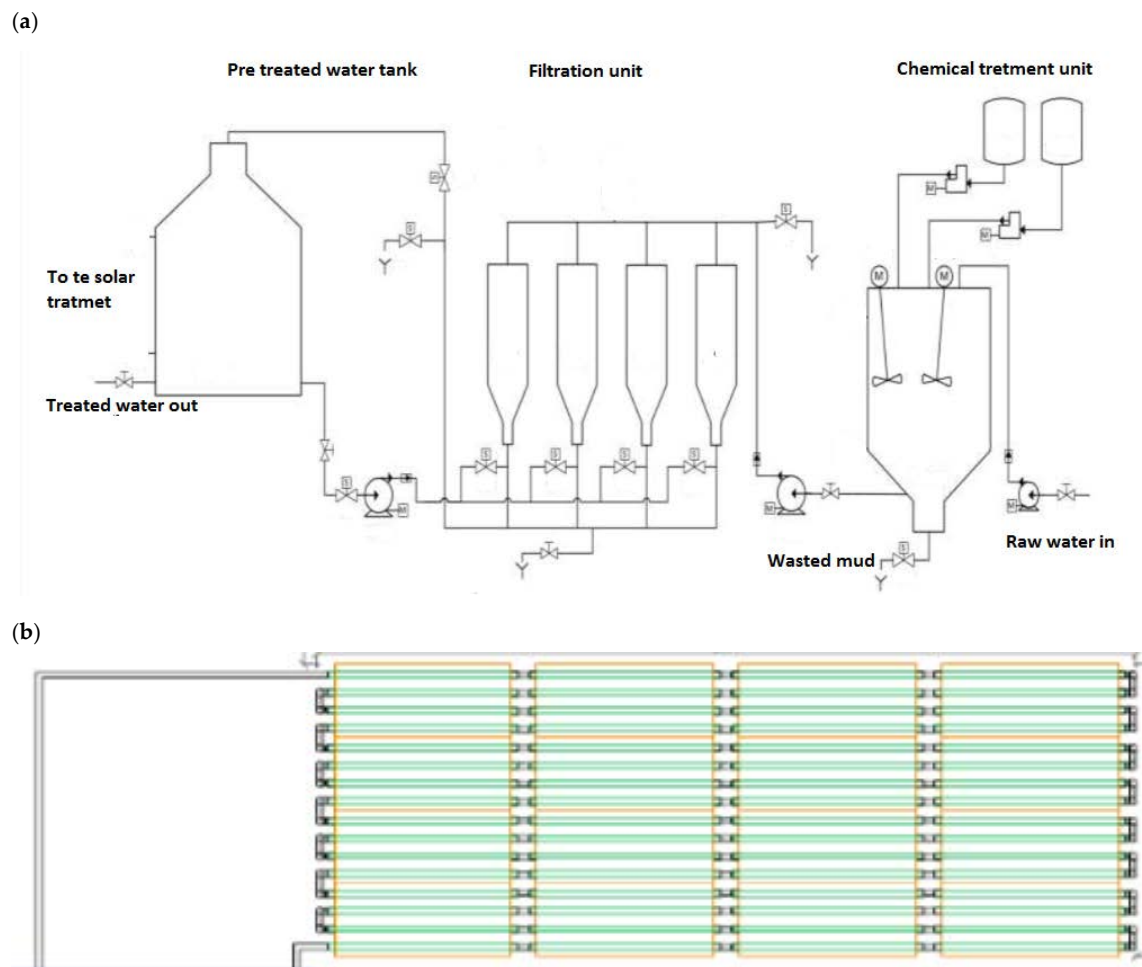 (a)
Pre treated water tank
Filtration unit
Chemical tretment unit
S
S
S
M
M
To te solar
tratmet
M
M
Treated water out
S
S
S
S
S
M
M
M
Raw water in
Wasted mud
S
(b)